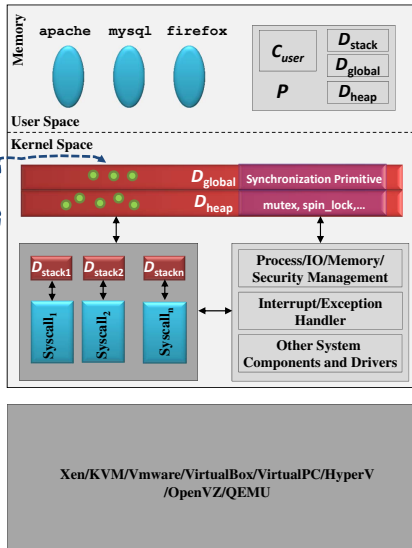 Memory
apache mysql firefox
C_user
P
D_stack
D_global
D_heap
User Space
Kernel Space
D_global Synchronization Primitive
D_heap mutex, spin_lock,...
D_stack1 D_stack2 D_stackn
Syscall_1 Syscall_2 Syscall_n
Process/IO/Memory/
Security Management
Interrupt/Exception
Handler
Other System
Components and Drivers
Xen/KVM/Vmware/VirtualBox/VirtualPC/HyperV
/OpenVZ/QEMU